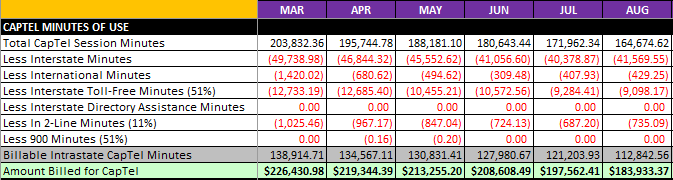 MAR APR MAY JUN JUL AUG
CAPTEL MINUTES OF USE
Total CapTel Session Minutes 203,832.36 195,744.78 188,181.10 180,643.44 171,962.34 164,674.62
Less Interstate Minutes (49,738.98) (46,844.32) (45,552.62) (41,056.60) (40,378.87) (41,569.55)
Less International Minutes (1,420.02) (680.62) (494.62) (309.48) (407.93) (429.25)
Less Interstate Toll-Free Minutes (51%) (12,733.19) (12,685.40) (10,455.21) (10,572.56) (9,284.41) (9,098.17)
Less Interstate Directory Assistance Minutes 0.00 0.00 0.00 0.00 0.00 0.00
Less In 2-Line Minutes (11%) (1,025.46) (967.17) (847.04) (724.13) (687.20) (735.09)
Less 900 Minutes (51%) 0.00 (0.16) (0.20) 0.00 0.00 0.00
Billable Intrastate CapTel Minutes 138,914.71 134,567.11 130,831.41 127,980.67 121,203.93 112,842.56
Amount Billed for CapTel $226,430.98 $219,344.39 $213,255.20 $208,608.49 $197,562.41 $183,933.37